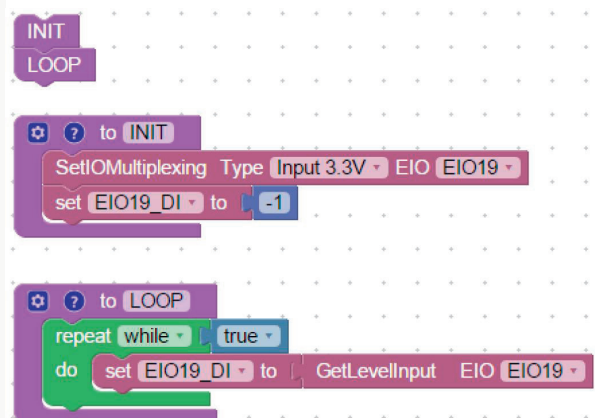 INIT
LOOP
? to INIT
SetIOMultiplexing Type Input 3.3V EIO EIO19
set EIO19_DI to -1
? to LOOP
repeat while true
do set EIO19_DI to GetLevelInput EIO EIO19